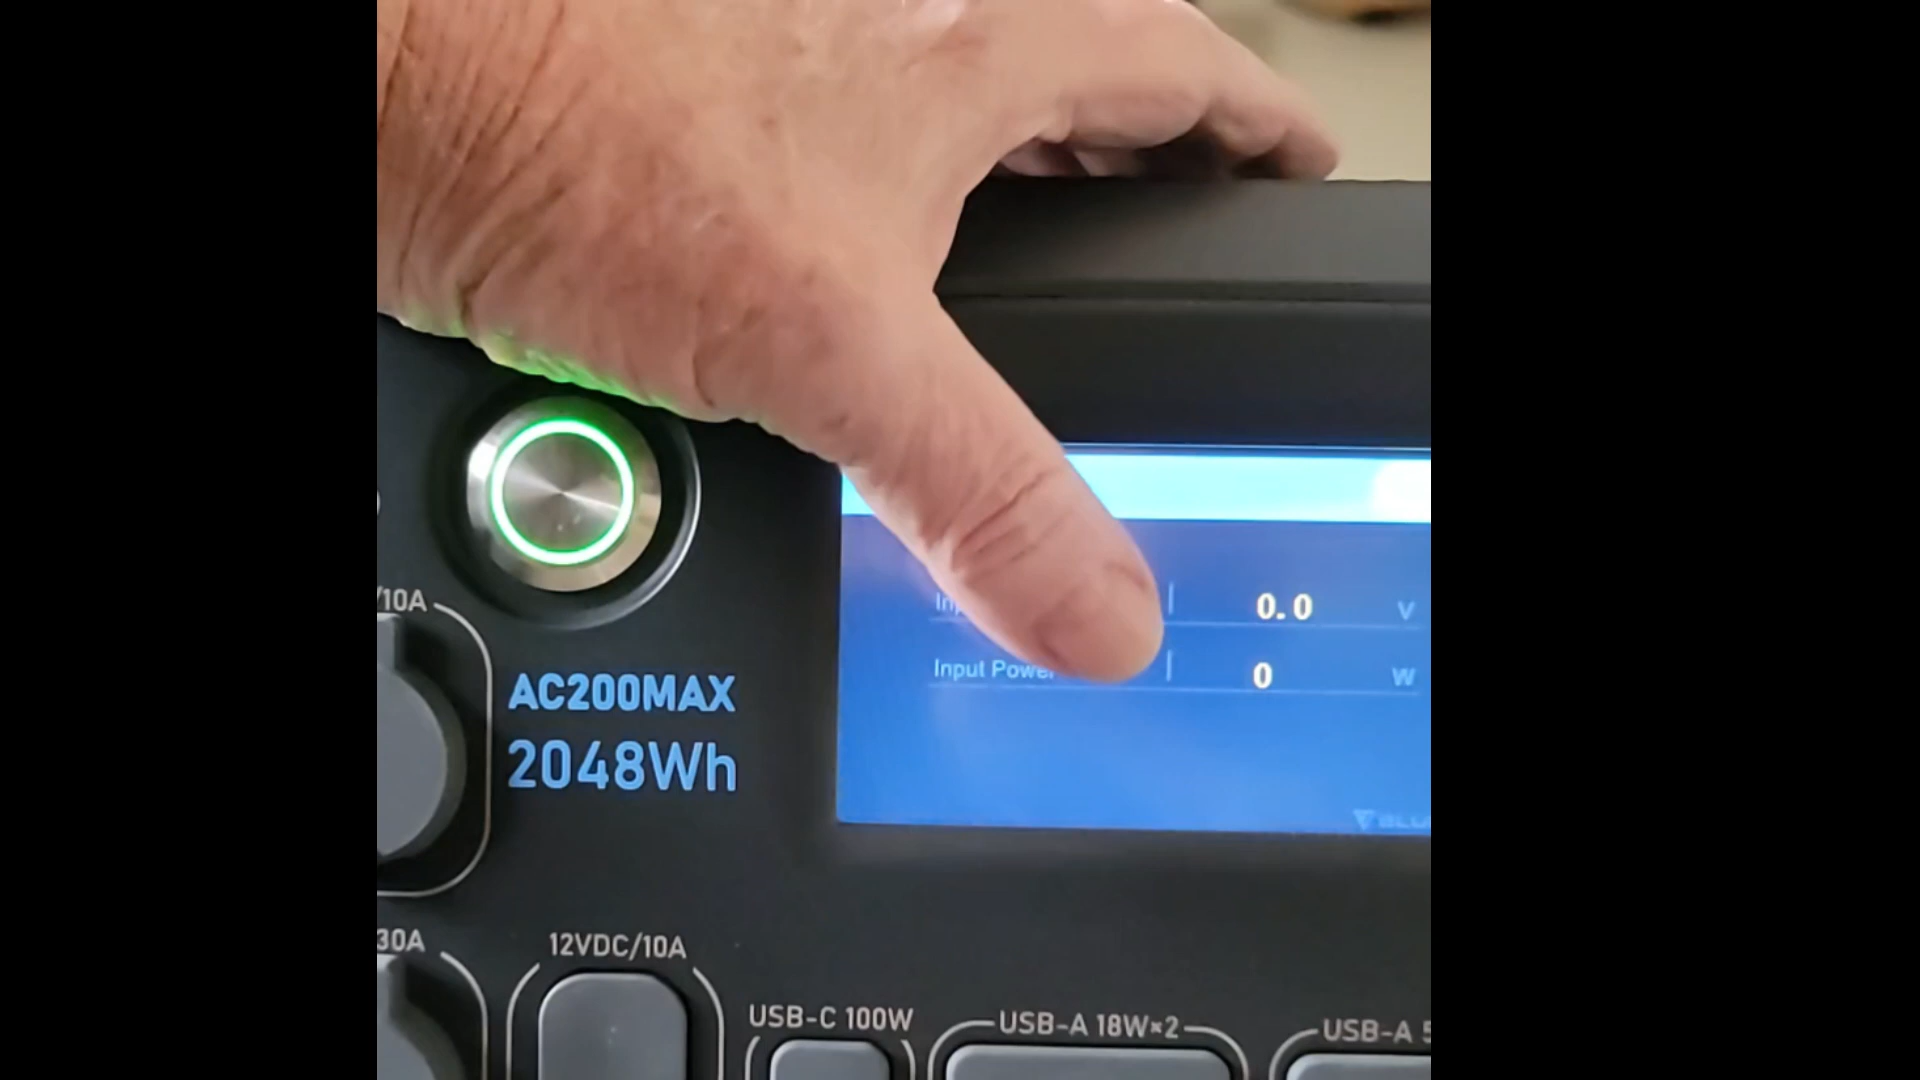 /10A
AC200MAX
2048Wh
0.0 V
Input Power 0 W
30A
12VDC/10A
USB-C 100W
USB-A 18W×2
USB-A 5